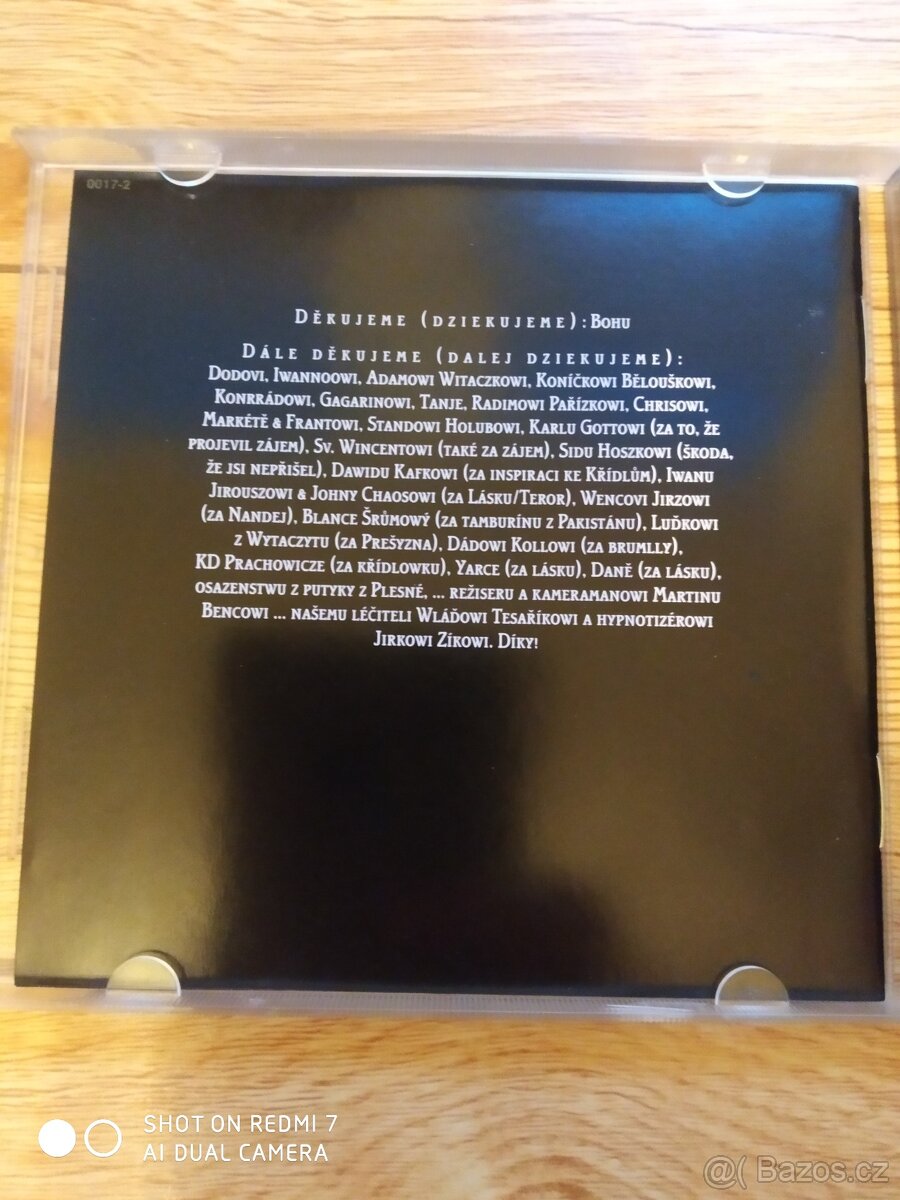 0017-2
Děkujeme (dziekujeme): Bohu
Dále děkujeme (dalej dziekujeme):
Dodovi, Iwannoowi, Adamowi Witaczkowi, Koníčkowi Běloušкowi,
Konrrádowi, Gagarinowi, Tanje, Radimowi Pařízkowi, Chrisowi,
Markétě & Frantowi, Standowi Holubowi, Karlu Gottowi (za to, že
projevil zájem), Sv. Wincentowi (také za zájem), Sidu Hoszkowi (škoda,
že jsi nepřišel), Dawidu Kafkowi (za inspiraci ke Křídlům), Iwanu
Jirouszowi & Johny Chaosowi (za Lásku/Teror), Wencovi Jirzowi
(za Nandej), Blance Šrůmový (za tamburínu z Pakistánu), Luďkowi
z Wytaczytu (za Prešyzna), Dádowi Kollowi (za brumlly),
KD Prachowicze (za křídlowku), Yarce (za lásku), Daně (za lásku),
osazenstwu z putyky z Plesné, ... režiseru a kameramanowi Martinu
Bencowi ... našemu léčiteli Wláďowi Tesaříkowi a hypnotizérowi
Jirkowi Zíkowi. Díky!
SHOT ON REDMI 7
AI DUAL CAMERA
@( Bazos.cz